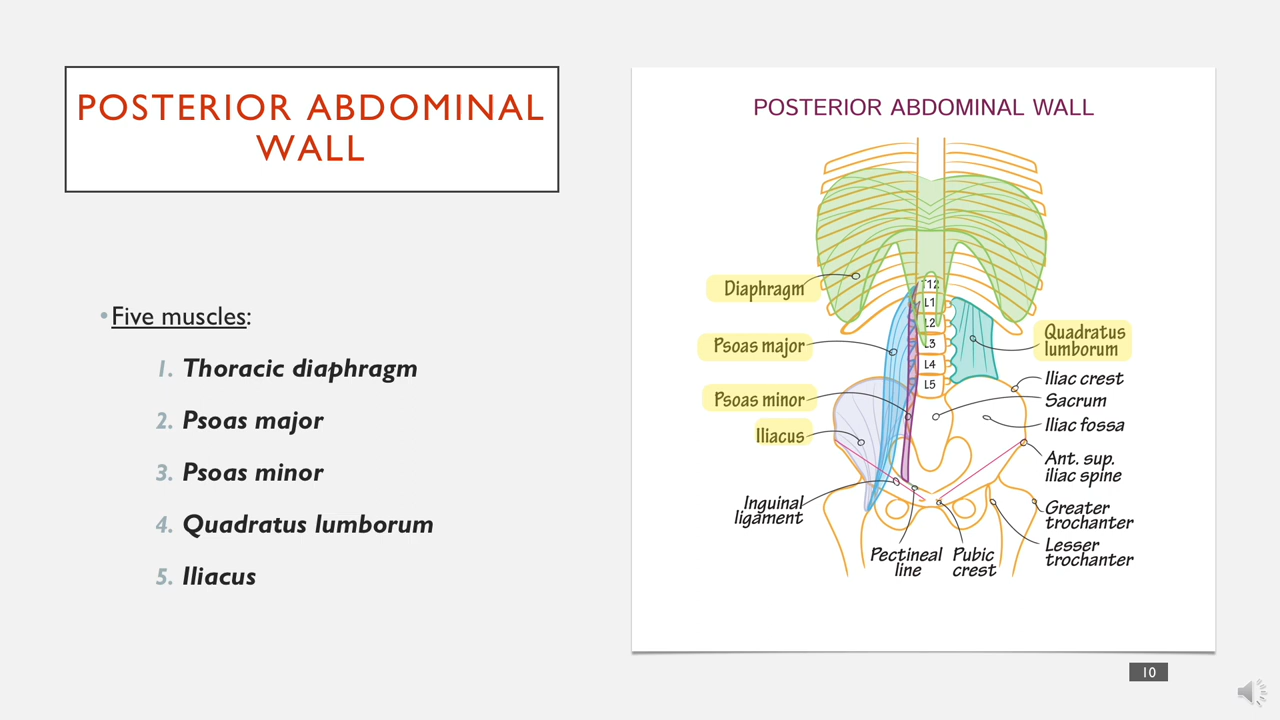 POSTERIOR ABDOMINAL
WALL
• Five muscles:
1. Thoracic diaphragm
2. Psoas major
3. Psoas minor
4. Quadratus lumborum
5. Iliacus
POSTERIOR ABDOMINAL WALL
Diaphragm
Psoas major
Psoas minor
Iliacus
Inguinal
ligament
T12
L1
L2
L3
L4
L5
Quadratus
lumborum
Iliac crest
Sacrum
Iliac fossa
Ant. sup.
iliac spine
Greater
trochanter
Lesser
trochanter
Pectineal
line
Pubic
crest
10